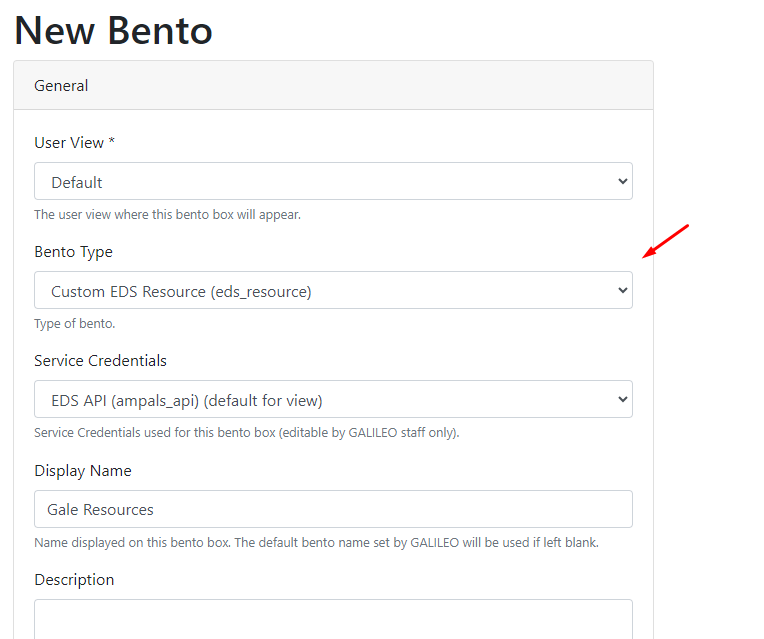 New Bento
General
User View *
Default
The user view where this bento box will appear.
Bento Type
Custom EDS Resource (eds_resource)
Type of bento.
Service Credentials
EDS API (ampals_api) (default for view)
Service Credentials used for this bento box (editable by GALILEO staff only).
Display Name
Gale Resources
Name displayed on this bento box. The default bento name set by GALILEO will be used if left blank.
Description